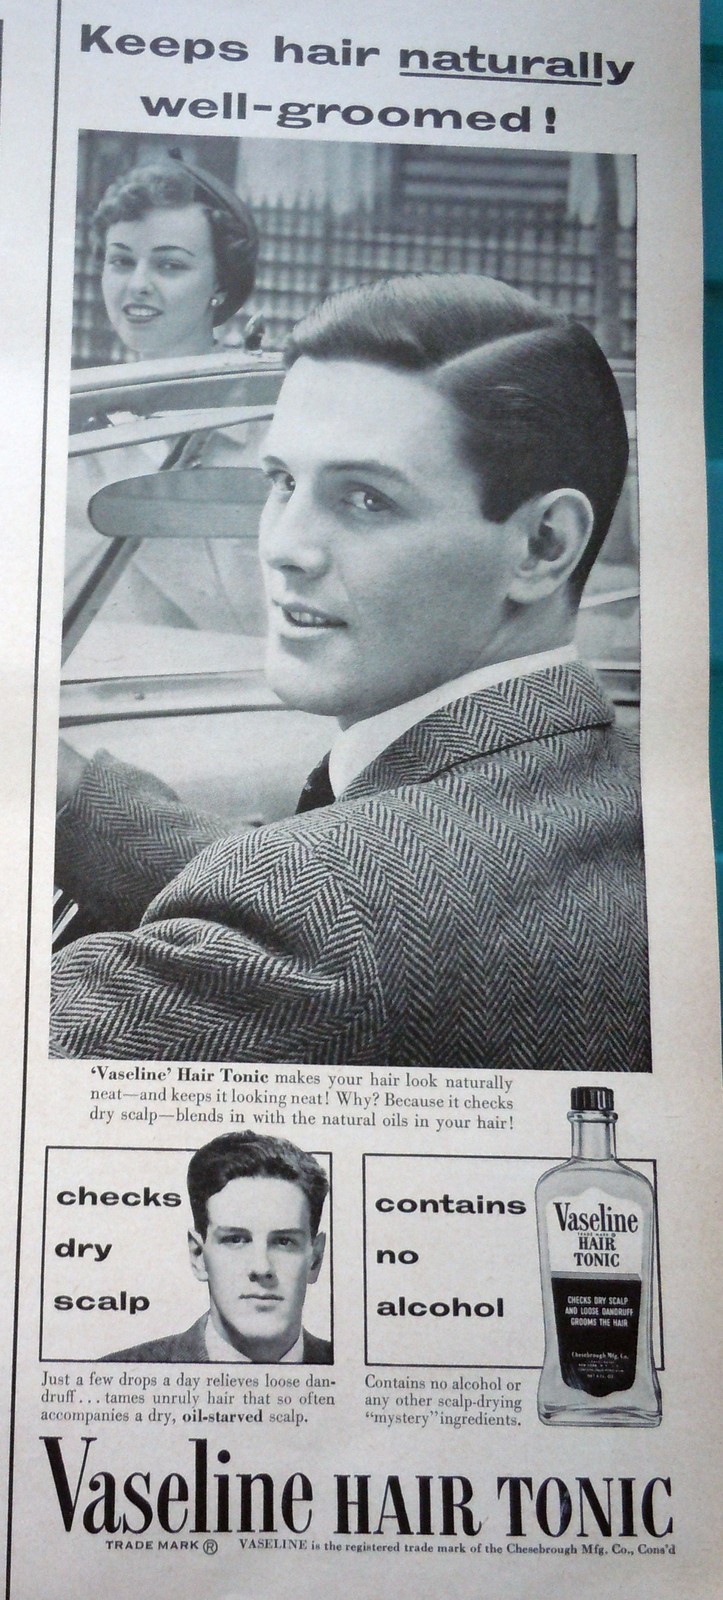 Keeps hair naturally
well-groomed!
'Vaseline' Hair Tonic makes your hair look naturally
neat—and keeps it looking neat! Why? Because it checks
dry scalp—blends in with the natural oils in your hair!
checks
dry
scalp
contains
no
alcohol
Vaseline
TRADE MARK ®
HAIR
TONIC
CHECKS DRY SCALP
AND LOOSE DANDRUFF
GROOMS THE HAIR
Chesebrough Mfg. Co.
Just a few drops a day relieves loose dan-
druff... tames unruly hair that so often
accompanies a dry, oil-starved scalp.
Contains no alcohol or
any other scalp-drying
"mystery" ingredients.
Vaseline HAIR TONIC
TRADE MARK ® VASELINE is the registered trade mark of the Chesebrough Mfg. Co., Cons'd